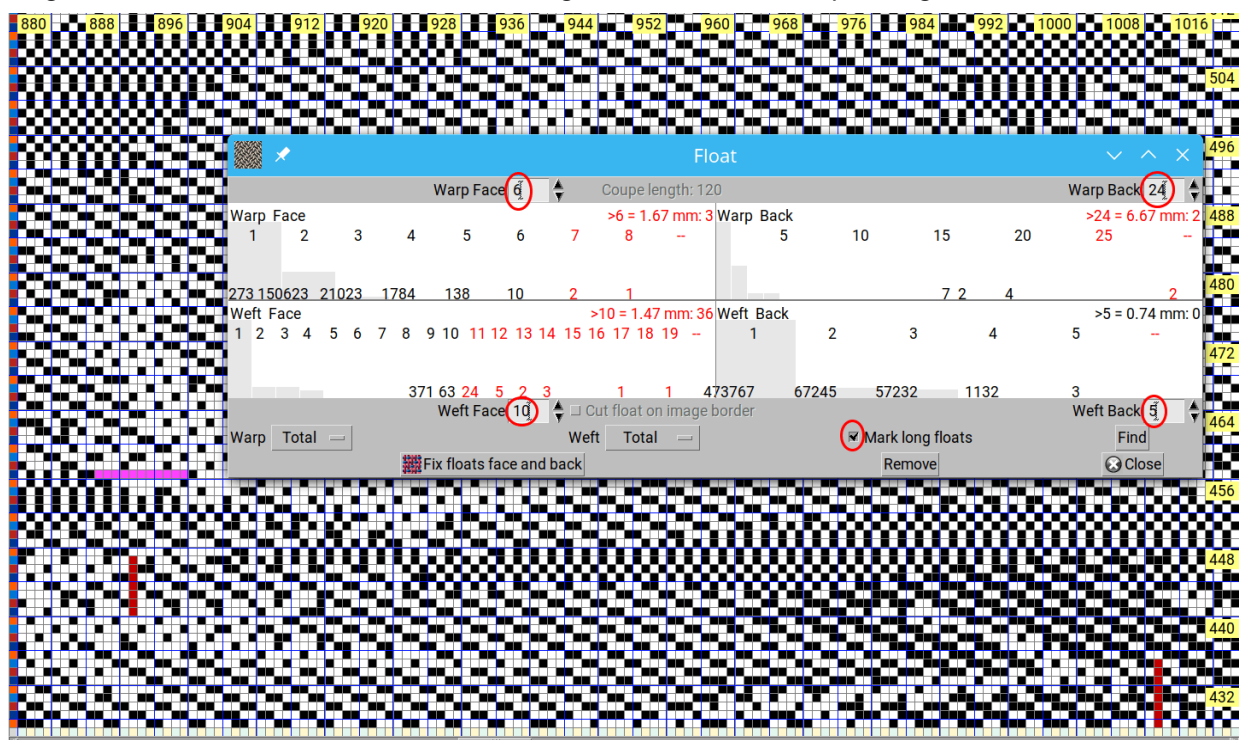 880 888 896 904 912 920 928 936 944 952 960 968 976 984 992 1000 1008 1016
504
Float
496
Warp Face 6 Coupe length: 120 Warp Back 24
Warp Face >6 = 1.67 mm: 3 Warp Back >24 = 6.67 mm: 2 488
1 2 3 4 5 6 7 8 -- 5 10 15 20 25 --
273 150623 21023 1784 138 10 2 1 7 2 4 2 480
Weft Face >10 = 1.47 mm: 36 Weft Back >5 = 0.74 mm: 0
1 2 3 4 5 6 7 8 9 10 11 12 13 14 15 16 17 18 19 -- 1 2 3 4 5 --
472
371 63 24 5 2 3 1 1 473767 67245 57232 1132 3
Weft Face 10 Cut float on image border Weft Back 5
464
Warp Total Weft Total Mark long floats Find
Fix floats face and back Remove Close
456
448
440
432